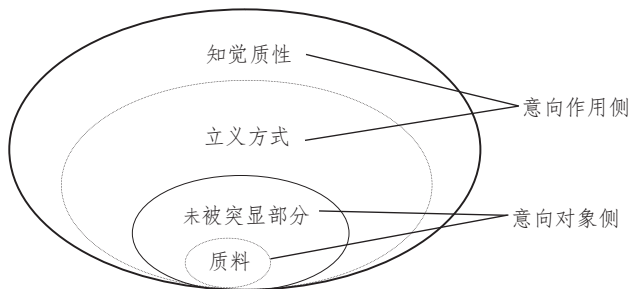 知觉质性
意向作用侧
立义方式
未被突显部分
意向对象侧
质料